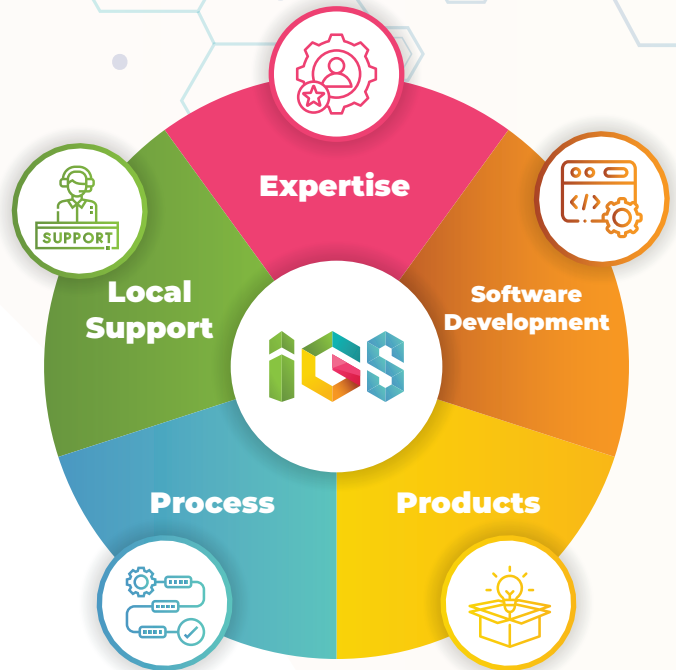 Expertise
SUPPORT
</>
Local
Support
Software
Development
iGS
Process
Products